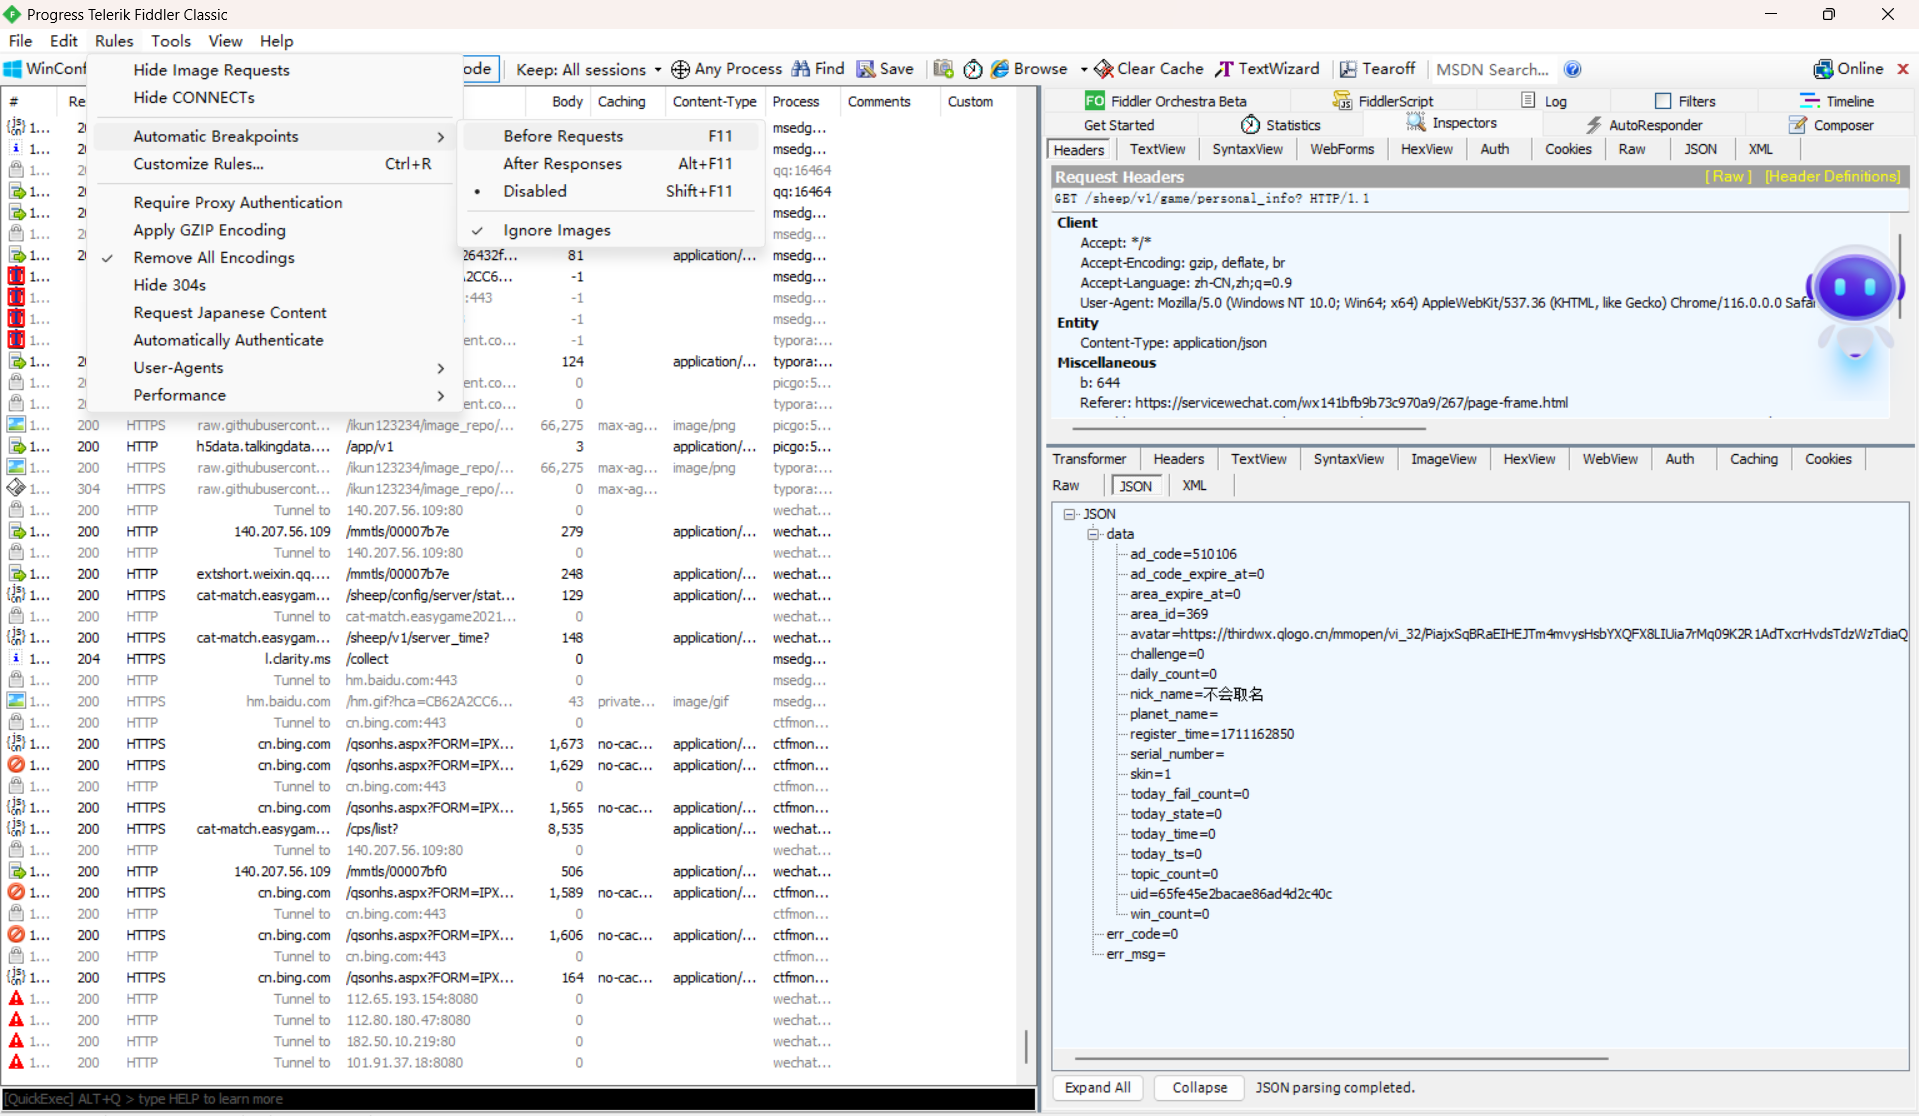 Progress Telerik Fiddler Classic
File Edit Rules Tools View Help
WinConf ode Keep: All sessions Any Process Find Save Browse Clear Cache TextWizard Tearoff MSDN Search... Online
Hide Image Requests
Hide CONNECTs
Automatic Breakpoints
Customize Rules... Ctrl+R
Require Proxy Authentication
Apply GZIP Encoding
Remove All Encodings
Hide 304s
Request Japanese Content
Automatically Authenticate
User-Agents
Performance
Before Requests F11
After Responses Alt+F11
Disabled Shift+F11
Ignore Images
# Re Body Caching Content-Type Process Comments Custom
1... 2 msedg...
1... 2 msedg...
1... 2 qq:16464
1... 2 qq:16464
1... 2 msedg...
1... 2 msedg...
1... 2 26432f... 81 application/... msedg...
1... 2CC6... -1 msedg...
1... :443 -1 msedg...
1... -1 msedg...
1... ent.co... -1 typora:...
1... 2 124 application/... typora:...
1... 2 ent.co... 0 picgo:5...
1... 2 ent.co... 0 typora:...
1... 200 HTTPS raw.githubusercont... /ikun123234/image_repo/... 66,275 max-ag... image/png picgo:5...
1... 200 HTTP h5data.talkingdata.... /app/v1 3 application/... picgo:5...
1... 200 HTTPS raw.githubusercont... /ikun123234/image_repo/... 66,275 max-ag... image/png typora:...
1... 304 HTTPS raw.githubusercont... /ikun123234/image_repo/... 0 max-ag... typora:...
1... 200 HTTP Tunnel to 140.207.56.109:80 0 wechat...
1... 200 HTTP 140.207.56.109 /mmtls/00007b7e 279 application/... wechat...
1... 200 HTTP Tunnel to 140.207.56.109:80 0 wechat...
1... 200 HTTP extshort.weixin.qq.... /mmtls/00007b7e 248 application/... wechat...
1... 200 HTTPS cat-match.easygam... /sheep/config/server/stat... 129 application/... wechat...
1... 200 HTTP Tunnel to cat-match.easygame2021... 0 wechat...
1... 200 HTTPS cat-match.easygam... /sheep/v1/server_time? 148 application/... wechat...
1... 204 HTTPS l.clarity.ms /collect 0 msedg...
1... 200 HTTP Tunnel to hm.baidu.com:443 0 msedg...
1... 200 HTTPS hm.baidu.com /hm.gif?hca=CB62A2CC6... 43 private... image/gif msedg...
1... 200 HTTP Tunnel to cn.bing.com:443 0 ctfmon...
1... 200 HTTPS cn.bing.com /qsonhs.aspx?FORM=IPX... 1,673 no-cac... application/... ctfmon...
1... 200 HTTPS cn.bing.com /qsonhs.aspx?FORM=IPX... 1,629 no-cac... application/... ctfmon...
1... 200 HTTP Tunnel to cn.bing.com:443 0 ctfmon...
1... 200 HTTPS cn.bing.com /qsonhs.aspx?FORM=IPX... 1,565 no-cac... application/... ctfmon...
1... 200 HTTPS cat-match.easygam... /cps/list? 8,535 application/... wechat...
1... 200 HTTP Tunnel to 140.207.56.109:80 0 wechat...
1... 200 HTTP 140.207.56.109 /mmtls/00007bf0 506 application/... wechat...
1... 200 HTTPS cn.bing.com /qsonhs.aspx?FORM=IPX... 1,589 no-cac... application/... ctfmon...
1... 200 HTTP Tunnel to cn.bing.com:443 0 ctfmon...
1... 200 HTTPS cn.bing.com /qsonhs.aspx?FORM=IPX... 1,606 no-cac... application/... ctfmon...
1... 200 HTTP Tunnel to cn.bing.com:443 0 ctfmon...
1... 200 HTTPS cn.bing.com /qsonhs.aspx?FORM=IPX... 164 no-cac... application/... ctfmon...
1... 200 HTTP Tunnel to 112.65.193.154:8080 0 wechat...
1... 200 HTTP Tunnel to 112.80.180.47:8080 0 wechat...
1... 200 HTTP Tunnel to 182.50.10.219:80 0 wechat...
1... 200 HTTP Tunnel to 101.91.37.18:8080 0 wechat...
[QuickExec] ALT+Q > type HELP to learn more
FO Fiddler Orchestra Beta FiddlerScript Log Filters Timeline
Get Started Statistics Inspectors AutoResponder Composer
Headers TextView SyntaxView WebForms HexView Auth Cookies Raw JSON XML
Request Headers [ Raw ] [Header Definitions]
GET /sheep/v1/game/personal_info? HTTP/1.1
Client
Accept: */*
Accept-Encoding: gzip, deflate, br
Accept-Language: zh-CN,zh;q=0.9
User-Agent: Mozilla/5.0 (Windows NT 10.0; Win64; x64) AppleWebKit/537.36 (KHTML, like Gecko) Chrome/116.0.0.0 Safa
Entity
Content-Type: application/json
Miscellaneous
b: 644
Referer: https://servicewechat.com/wx141bfb9b73c970a9/267/page-frame.html
Transformer Headers TextView SyntaxView ImageView HexView WebView Auth Caching Cookies
Raw JSON XML
JSON
data
ad_code=510106
ad_code_expire_at=0
area_expire_at=0
area_id=369
avatar=https://thirdwx.qlogo.cn/mmopen/vi_32/PiajxSqBRaEIHEJTm4mvysHsbYXQFX8LIUia7rMq09K2R1AdTxcrHvdsTdzWzTdiaQ
challenge=0
daily_count=0
nick_name=不会取名
planet_name=
register_time=1711162850
serial_number=
skin=1
today_fail_count=0
today_state=0
today_time=0
today_ts=0
topic_count=0
uid=65fe45e2bacae86ad4d2c40c
win_count=0
err_code=0
err_msg=
Expand All Collapse JSON parsing completed.